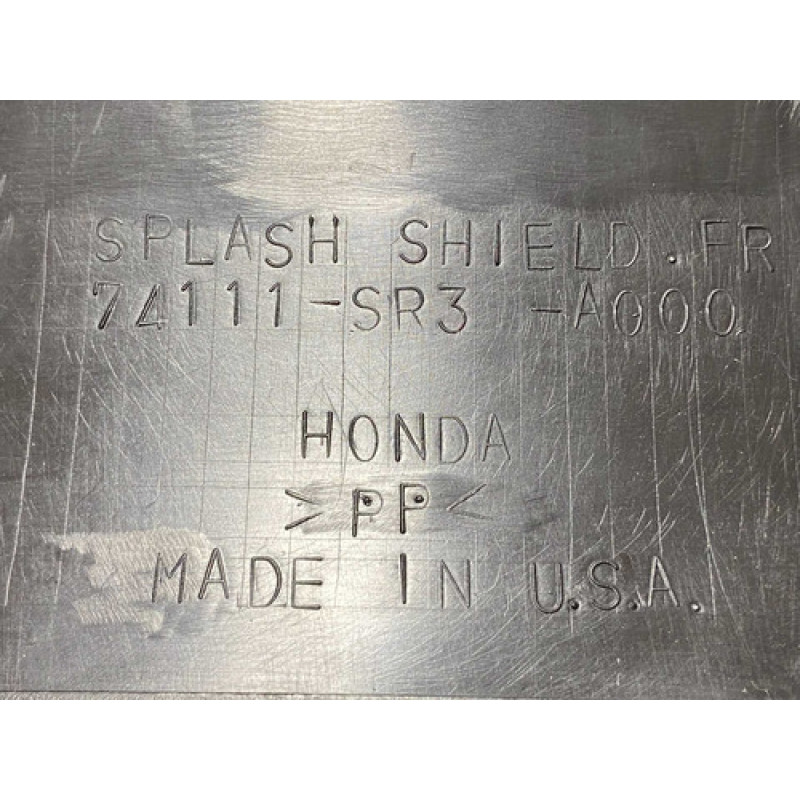 SPLASH SHIELD.FR
74111-SR3 -A000
HONDA
>PP<
MADE IN U.S.A.